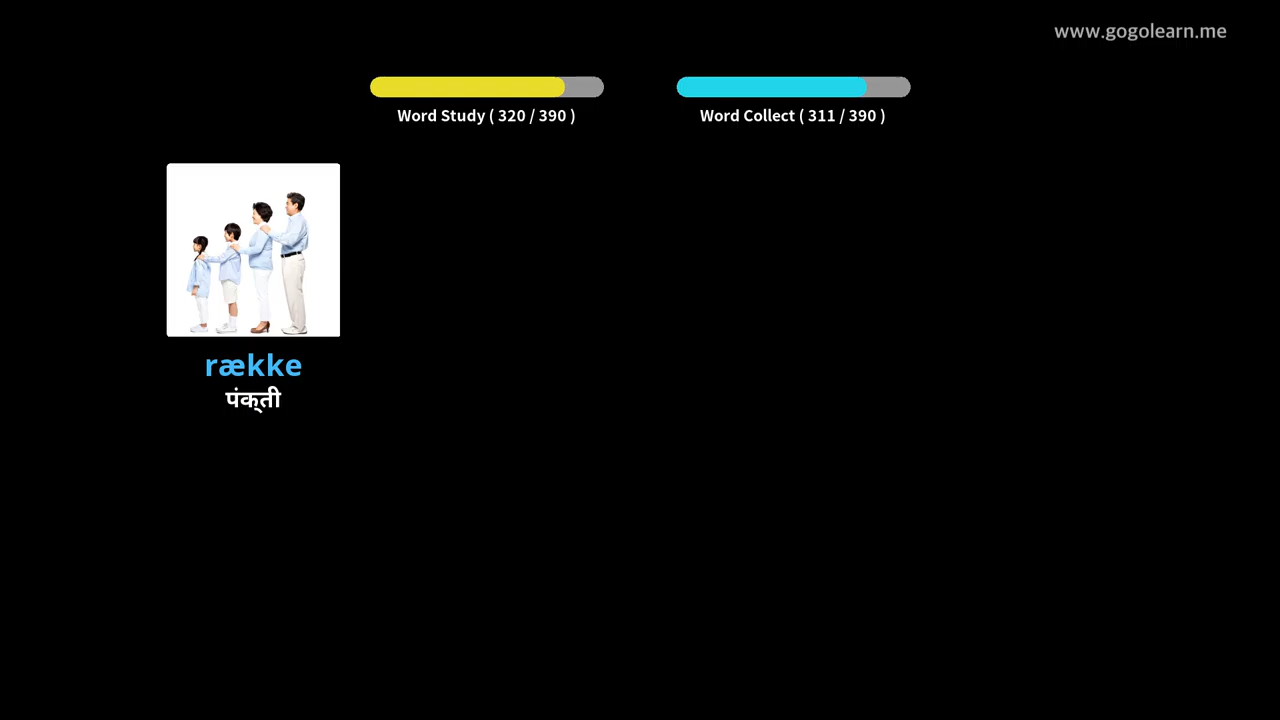 www.gogolearn.me
Word Study ( 320 / 390 )
Word Collect ( 311 / 390 )
række
पंक्ती